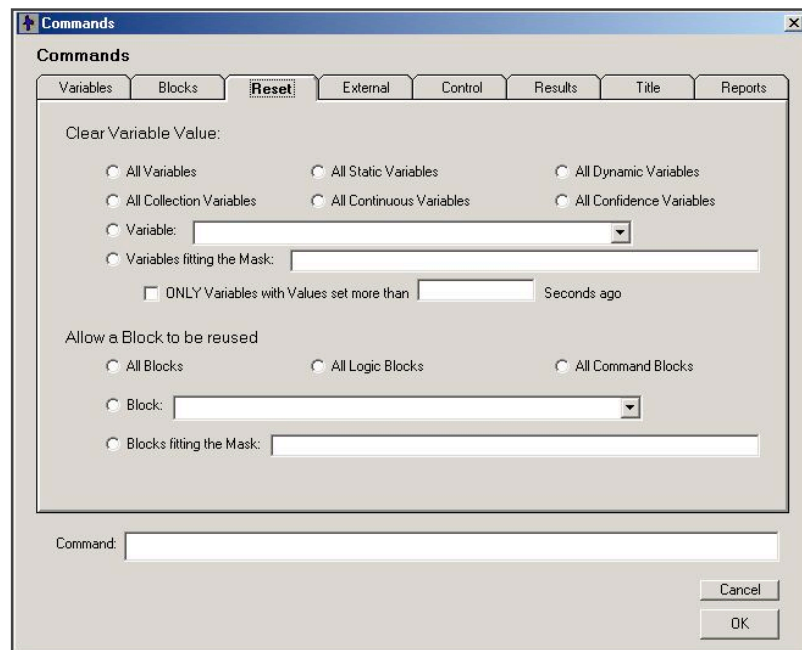 Commands
Commands
Variables Blocks Reset External Control Results Title Reports
Clear Variable Value:
All Variables All Static Variables All Dynamic Variables
All Collection Variables All Continuous Variables All Confidence Variables
Variable:
Variables fitting the Mask:
ONLY Variables with Values set more than Seconds ago
Allow a Block to be reused
All Blocks All Logic Blocks All Command Blocks
Block:
Blocks fitting the Mask:
Command:
Cancel
OK